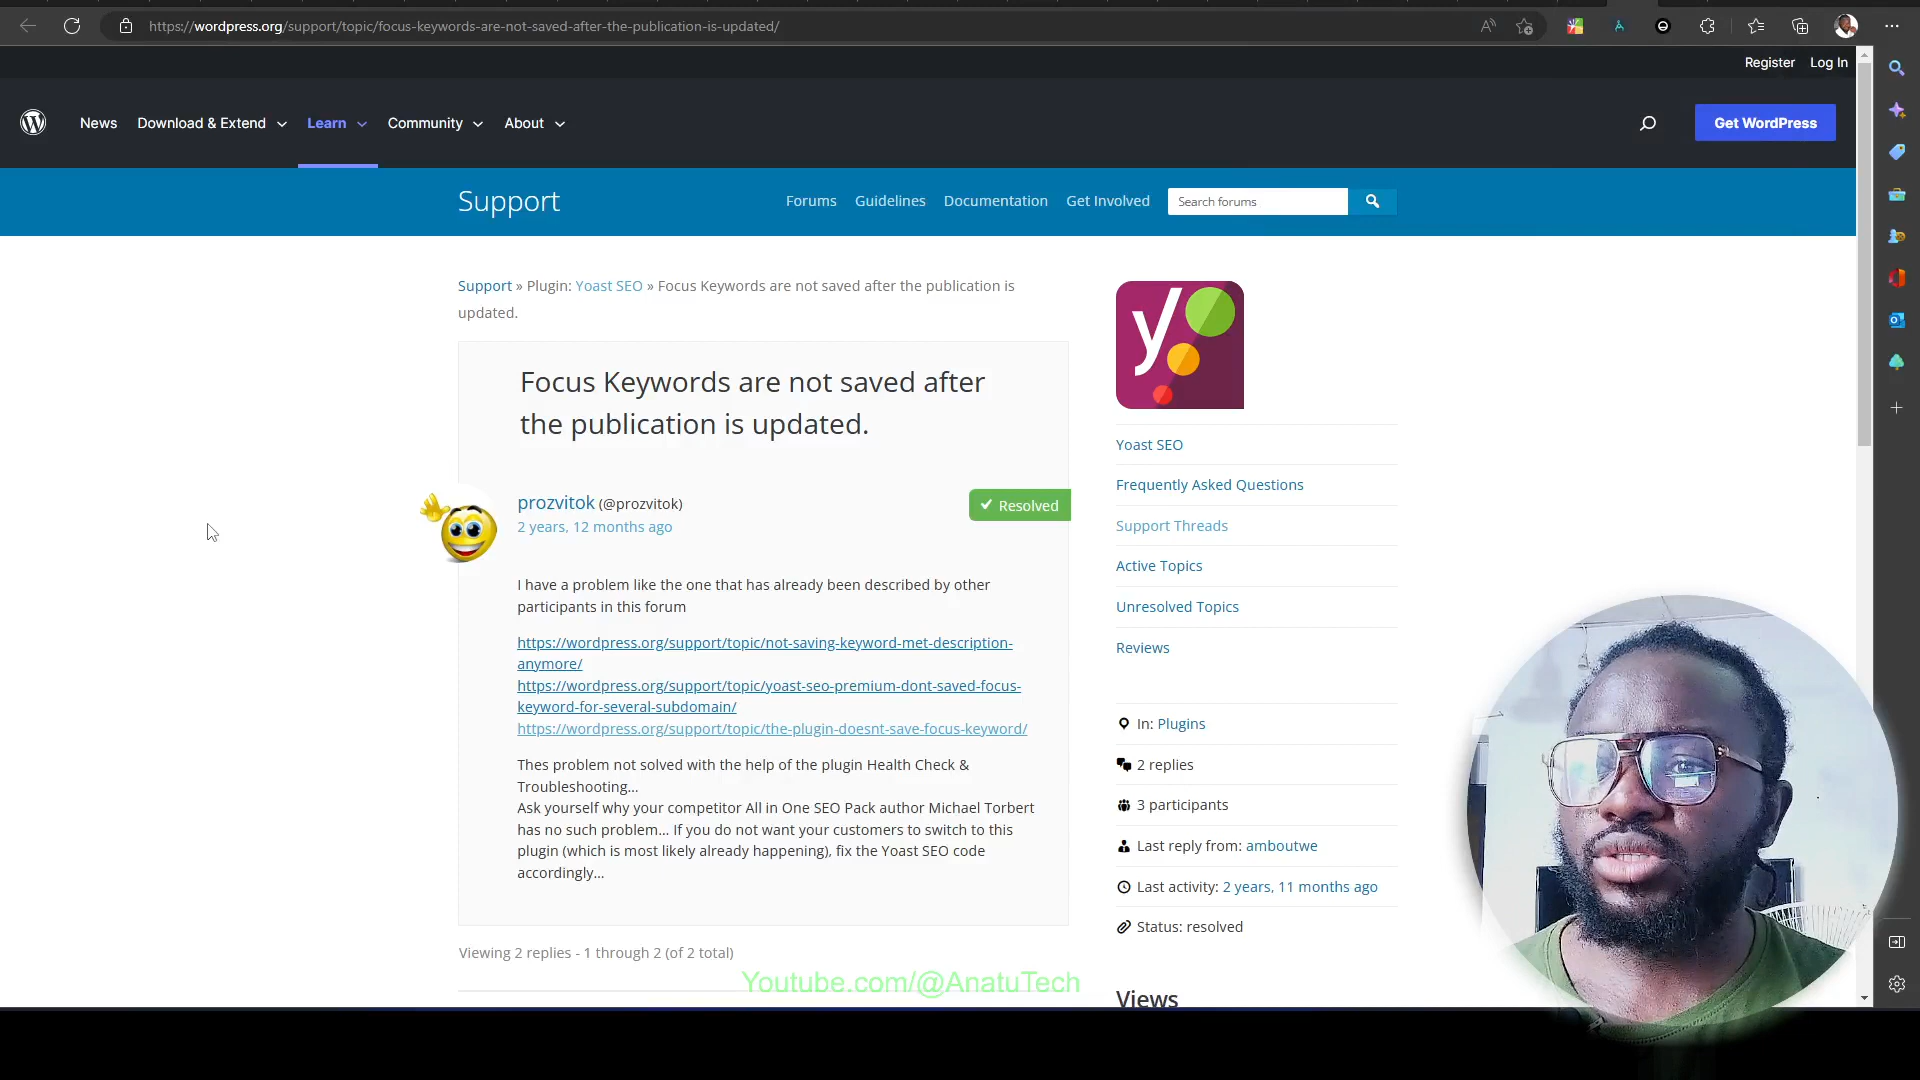 https://wordpress.org/support/topic/focus-keywords-are-not-saved-after-the-publication-is-updated/
Register Log In
News Download & Extend Learn Community About
Get WordPress
Support
Forums Guidelines Documentation Get Involved Search forums
Support » Plugin: Yoast SEO » Focus Keywords are not saved after the publication is
updated.
Focus Keywords are not saved after
the publication is updated.
prozvitok (@prozvitok)
2 years, 12 months ago
Resolved
I have a problem like the one that has already been described by other
participants in this forum
https://wordpress.org/support/topic/not-saving-keyword-met-description-
anymore/
https://wordpress.org/support/topic/yoast-seo-premium-dont-saved-focus-
keyword-for-several-subdomain/
https://wordpress.org/support/topic/the-plugin-doesnt-save-focus-keyword/
Thes problem not solved with the help of the plugin Health Check &
Troubleshooting…
Ask yourself why your competitor All in One SEO Pack author Michael Torbert
has no such problem… If you do not want your customers to switch to this
plugin (which is most likely already happening), fix the Yoast SEO code
accordingly…
Viewing 2 replies - 1 through 2 (of 2 total)
Youtube.com/@AnatuTech
y
Yoast SEO
Frequently Asked Questions
Support Threads
Active Topics
Unresolved Topics
Reviews
In: Plugins
2 replies
3 participants
Last reply from: amboutwe
Last activity: 2 years, 11 months ago
Status: resolved
Views